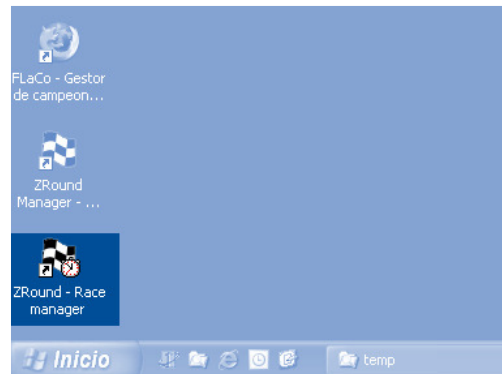 FLaCo - Gestor
de campeon...
ZRound
Manager - ...
ZRound - Race
manager
Inicio
temp